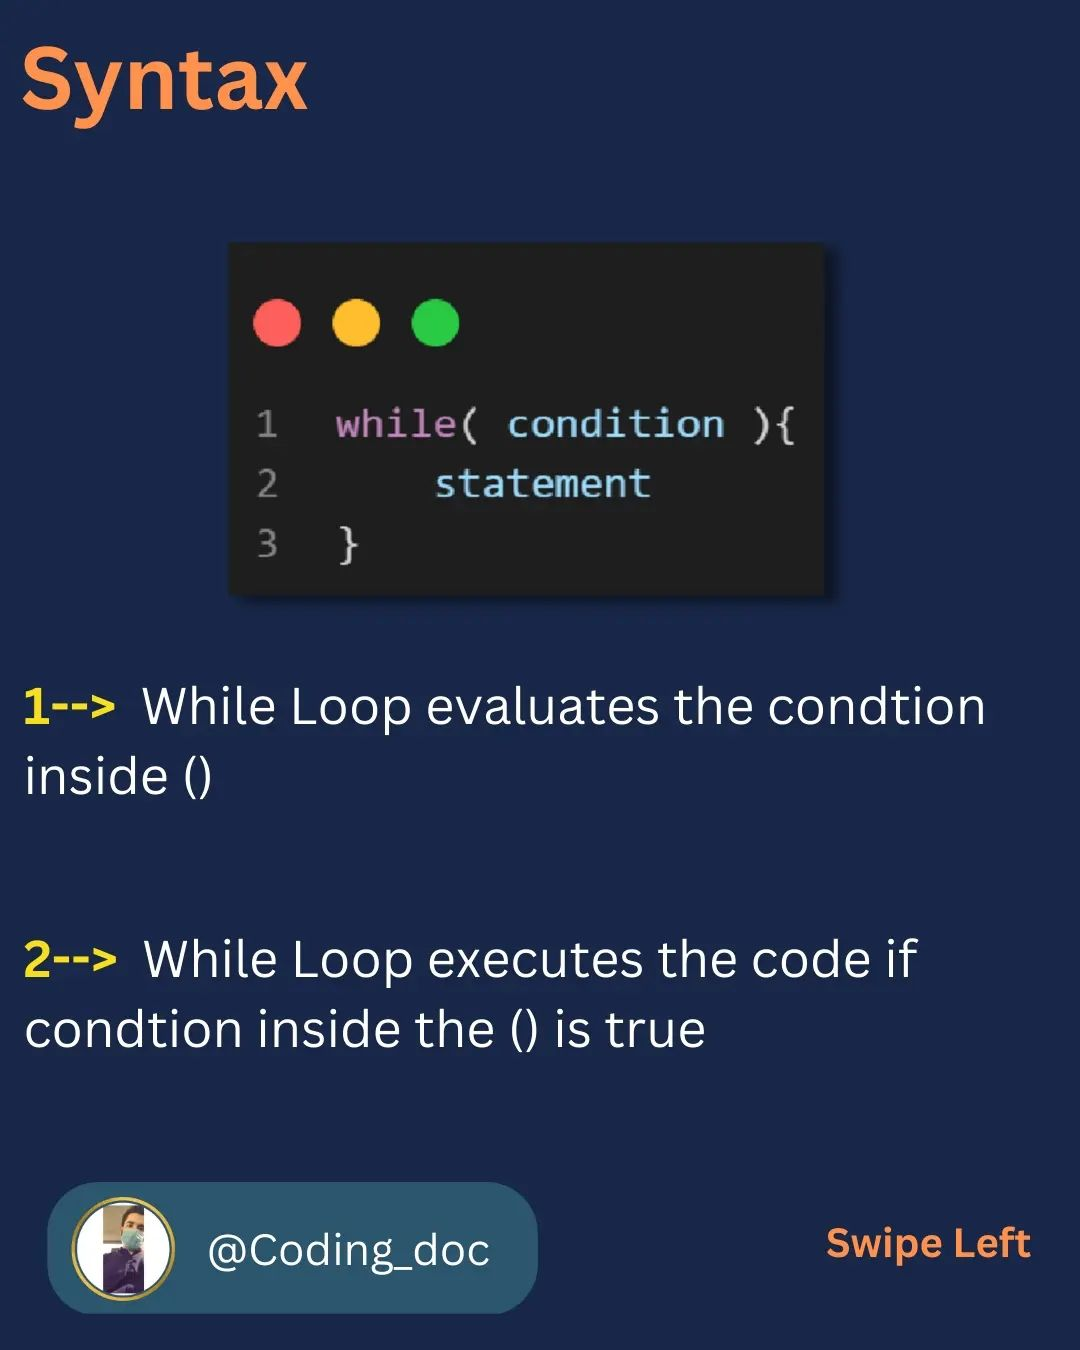 Syntax
1 while( condition ){
2 statement
3 }
1--> While Loop evaluates the condtion
inside ()
2--> While Loop executes the code if
condtion inside the () is true
@Coding_doc
Swipe Left